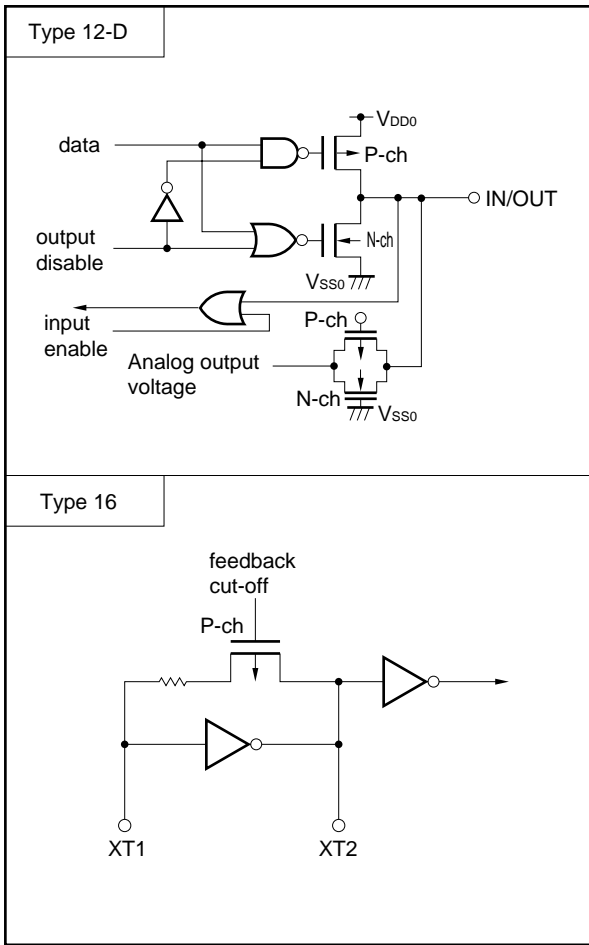 Type 12-D
VDD0
data
P-ch
IN/OUT
output
disable
N-ch
VSS0
input
enable
P-ch
Analog output
voltage
N-ch
VSS0
Type 16
feedback
cut-off
P-ch
XT1
XT2